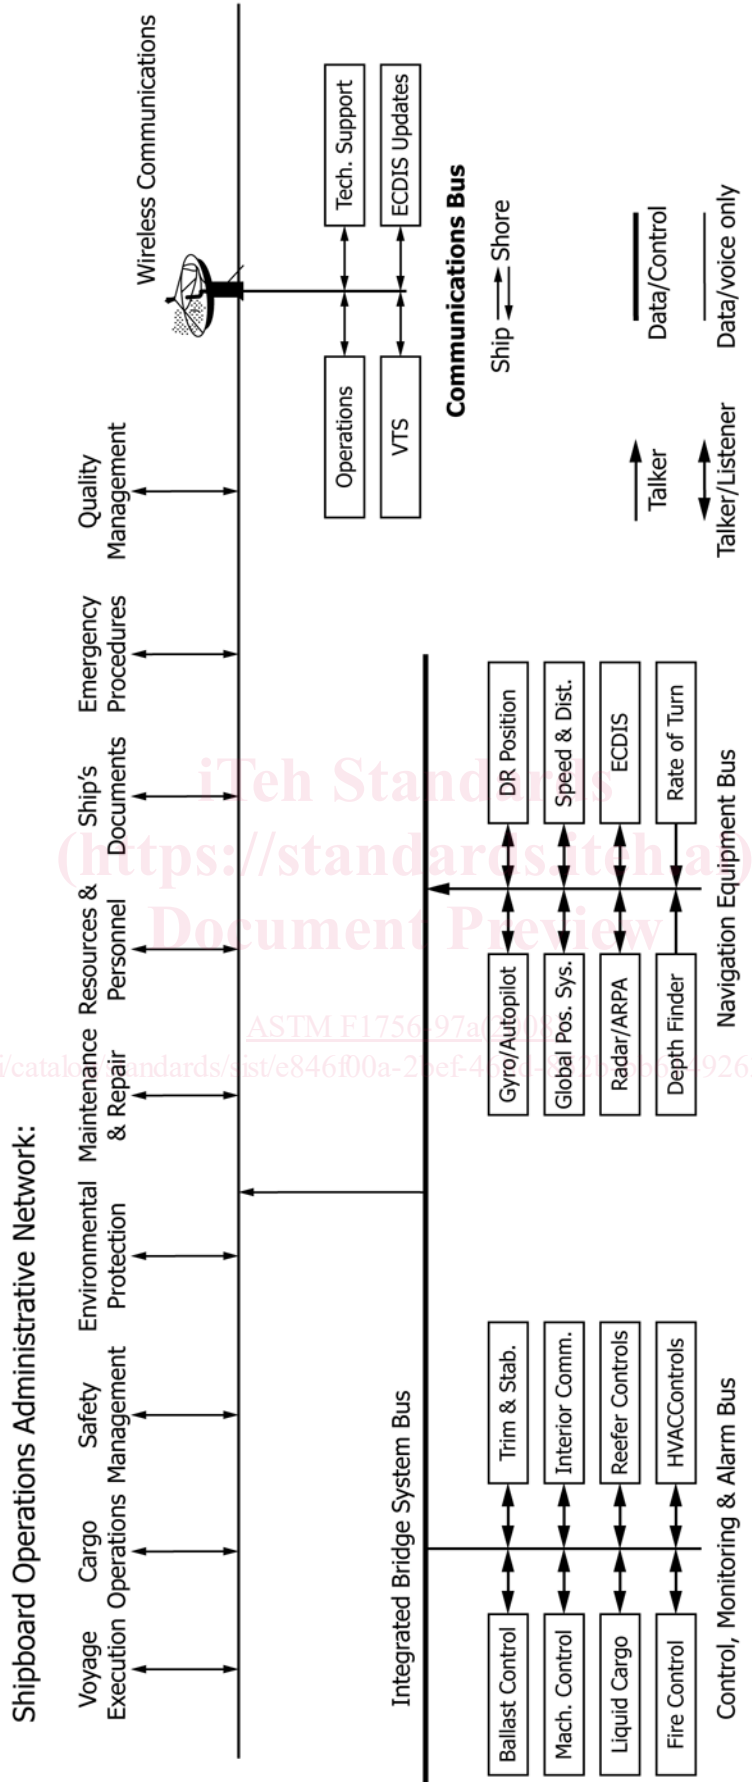 Shipboard Operations Administrative Network:
Voyage
Execution
Cargo
Operations
Safety
Management
Environmental
Protection
Maintenance
& Repair
Resources &
Personnel
Ship's
Documents
Emergency
Procedures
Quality
Management
Wireless Communications
Operations
Tech. Support
VTS
ECDIS Updates
Communications Bus
Ship
Shore
Integrated Bridge System Bus
Ballast Control
Trim & Stab.
Mach. Control
Interior Comm.
Liquid Cargo
Reefer Controls
Fire Control
HVACControls
Control, Monitoring & Alarm Bus
Gyro/Autopilot
DR Position
Global Pos. Sys.
Speed & Dist.
Radar/ARPA
ECDIS
Depth Finder
Rate of Turn
Navigation Equipment Bus
Talker
Data/Control
Talker/Listener
Data/voice only
iTeh Standards
(https://standards.iteh.ai)
Document Preview
ASTM F1756-97a(2008)